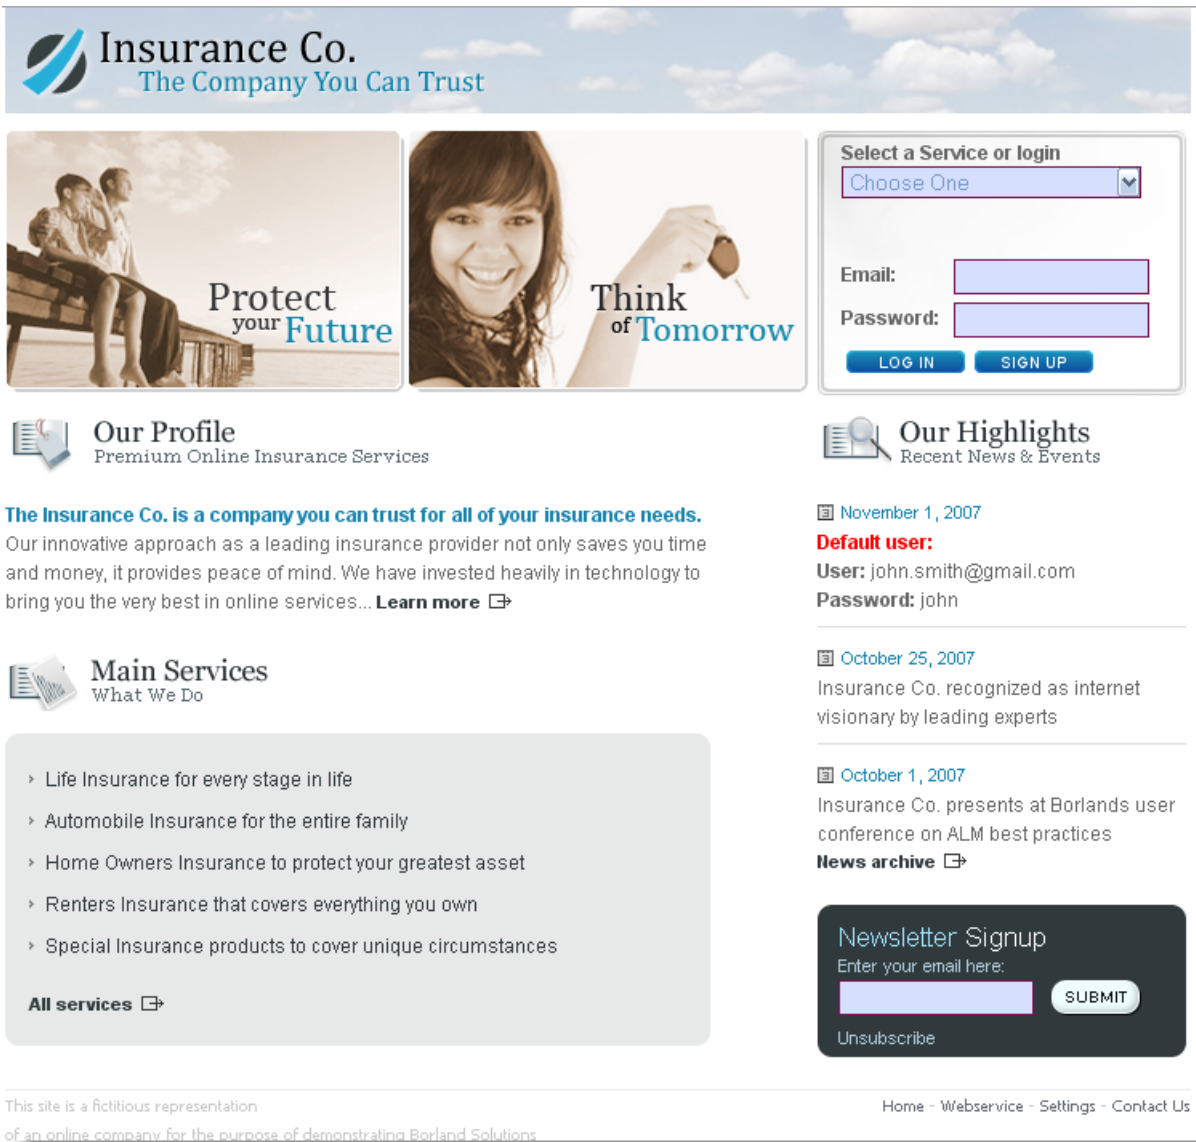 Insurance Co.
The Company You Can Trust
Protect
your Future
Think
of Tomorrow
Select a Service or login
Choose One
Email:
Password:
LOG IN
SIGN UP
Our Profile
Premium Online Insurance Services
The Insurance Co. is a company you can trust for all of your insurance needs.
Our innovative approach as a leading insurance provider not only saves you time
and money, it provides peace of mind. We have invested heavily in technology to
bring you the very best in online services... Learn more
Main Services
What We Do
Life Insurance for every stage in life
Automobile Insurance for the entire family
Home Owners Insurance to protect your greatest asset
Renters Insurance that covers everything you own
Special Insurance products to cover unique circumstances
All services
Our Highlights
Recent News & Events
November 1, 2007
Default user:
User: john.smith@gmail.com
Password: john
October 25, 2007
Insurance Co. recognized as internet
visionary by leading experts
October 1, 2007
Insurance Co. presents at Borlands user
conference on ALM best practices
News archive
Newsletter Signup
Enter your email here:
SUBMIT
Unsubscribe
This site is a fictitious representation
of an online company for the purpose of demonstrating Borland Solutions
Home - Webservice - Settings - Contact Us